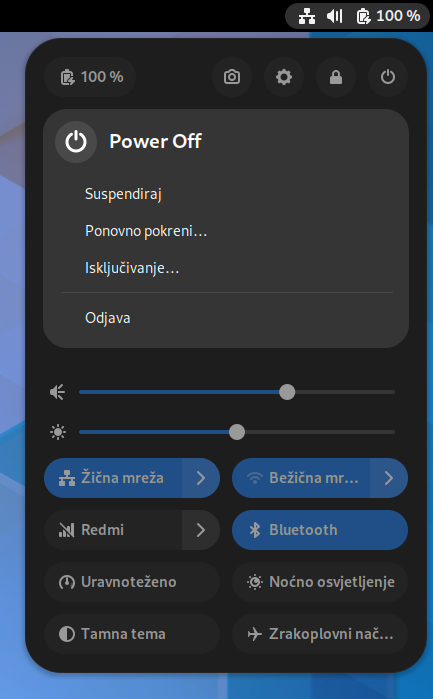 100 %
100 %
Power Off
Suspendiraj
Ponovno pokreni…
Isključivanje…
Odjava
Žična mreža
Bežična mr…
Redmi
Bluetooth
Uravnoteženo
Noćno osvjetljenje
Tamna tema
Zrakoplovni nač…